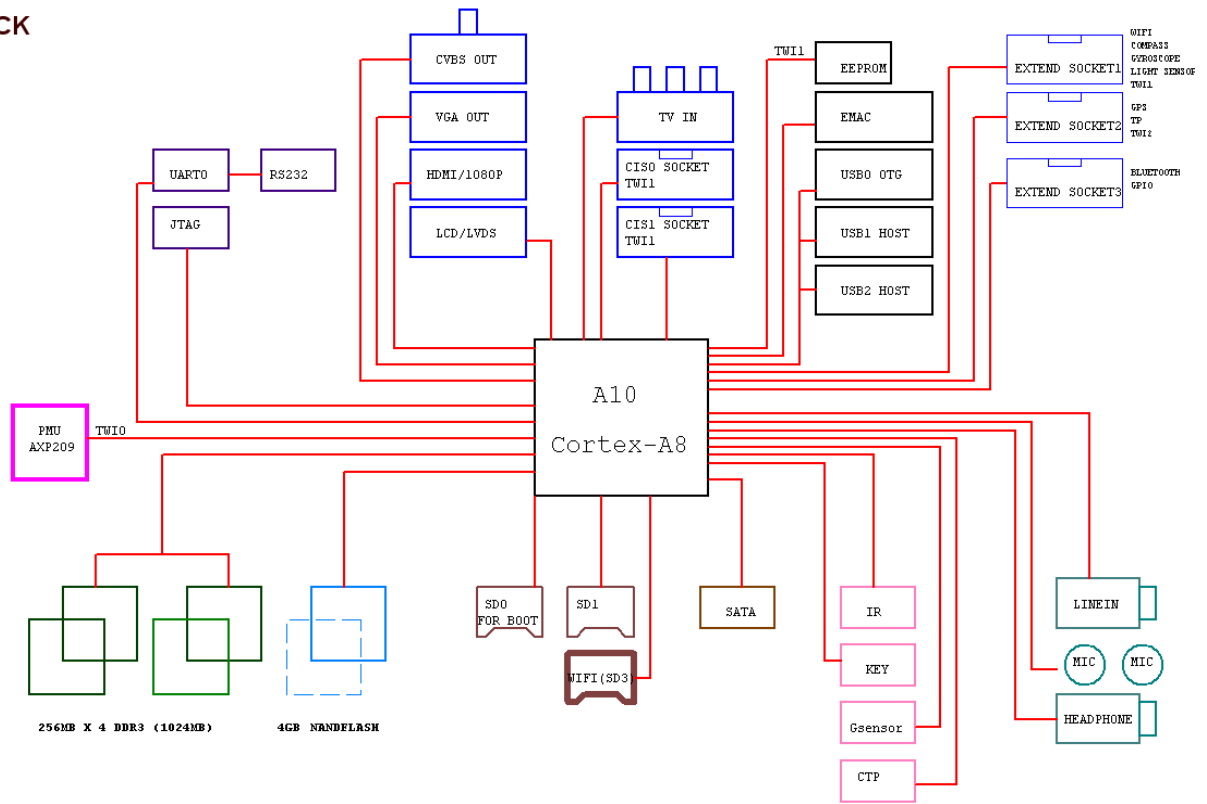 CK
CVBS OUT
VGA OUT
HDMI/1080P
LCD/LVDS
UART0
RS232
JTAG
TV IN
CIS0 SOCKET
TWI1
CIS1 SOCKET
TWI1
TWI1
EEPROM
EMAC
USB0 OTG
USB1 HOST
USB2 HOST
EXTEND SOCKET1
WIFI
COMPASS
GYROSCOPE
LIGHT SENSOR
TWI1
EXTEND SOCKET2
GPS
TP
TWI2
EXTEND SOCKET3
BLUETOOTH
GPIO
A10
Cortex-A8
PMU
AXP209
TWI0
256MB X 4 DDR3 (1024MB)
4GB NANDFLASH
SD0
FOR BOOT
SD1
WIFI(SD3)
SATA
IR
KEY
Gsensor
CTP
LINEIN
MIC
MIC
HEADPHONE